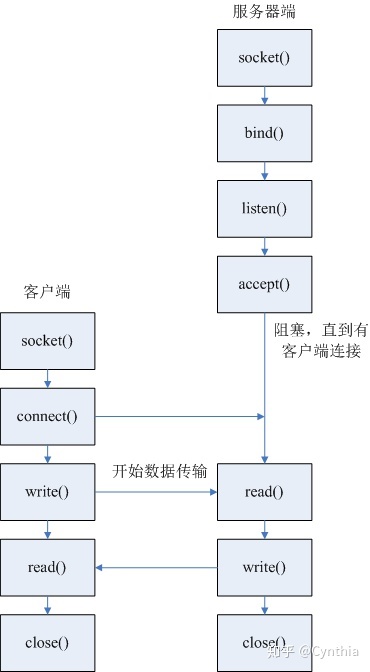 服务器端
socket()
bind()
listen()
accept()
阻塞，直到有
客户端连接
客户端
socket()
connect()
write()
开始数据传输
read()
read()
write()
close()
close()
知乎 @Cynthia